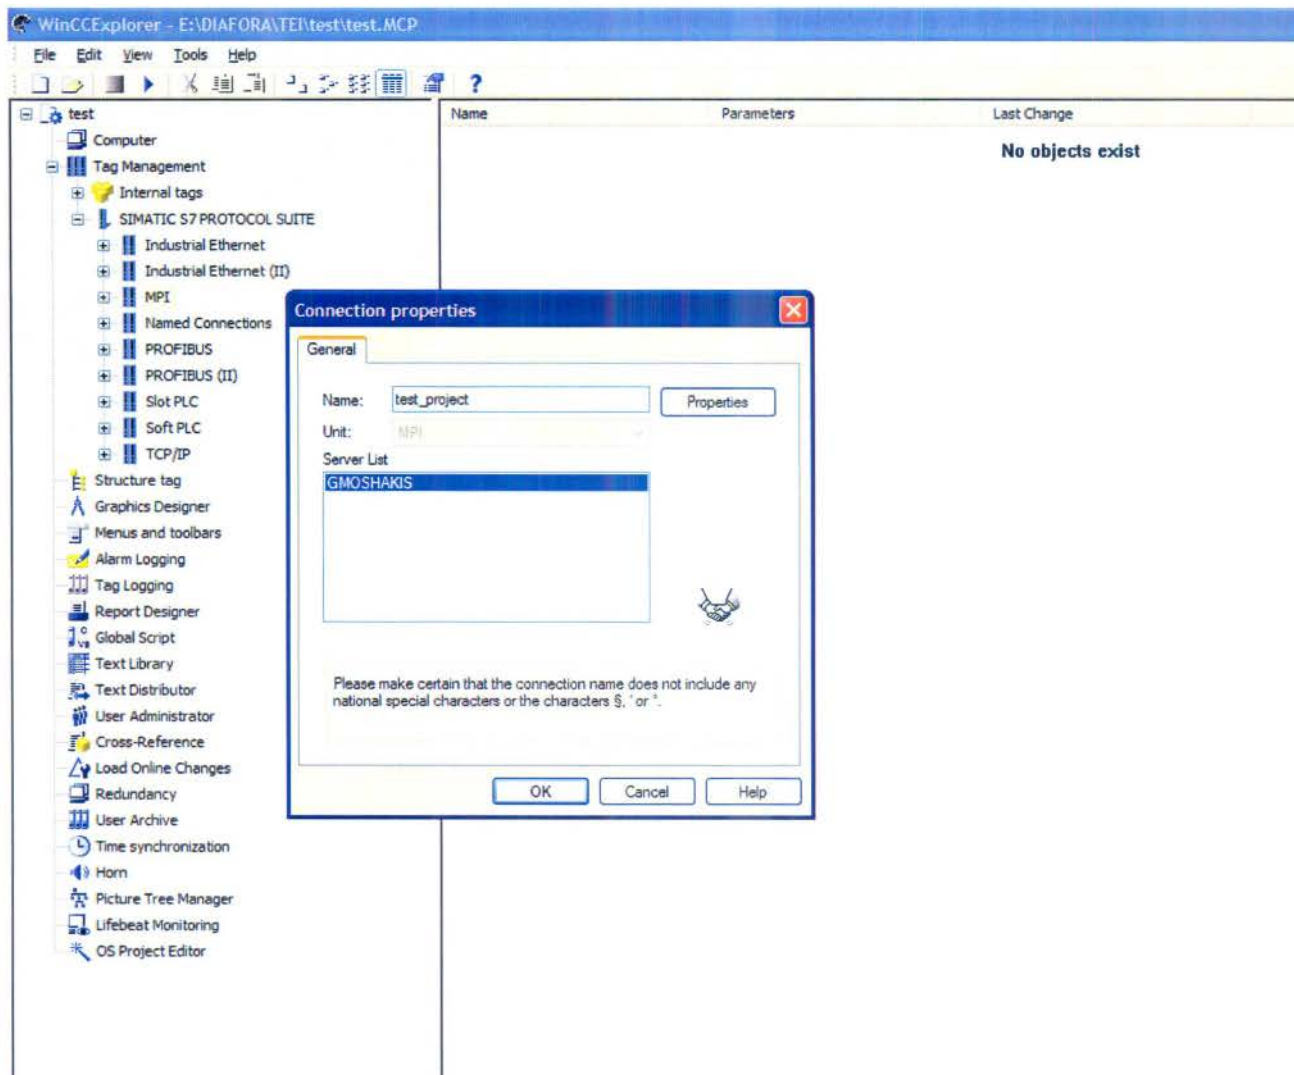 WinCCExplorer - E:\DIAFORA\TEI\test\test.MCP
File Edit View Tools Help
test
Computer
Tag Management
Internal tags
SIMATIC S7 PROTOCOL SUITE
Industrial Ethernet
Industrial Ethernet (II)
MPI
Named Connections
PROFIBUS
PROFIBUS (II)
Slot PLC
Soft PLC
TCP/IP
Structure tag
Graphics Designer
Menus and toolbars
Alarm Logging
Tag Logging
Report Designer
Global Script
Text Library
Text Distributor
User Administrator
Cross-Reference
Load Online Changes
Redundancy
User Archive
Time synchronization
Horn
Picture Tree Manager
Lifebeat Monitoring
OS Project Editor
Name Parameters Last Change
No objects exist
Connection properties
General
Name: test_project Properties
Unit: MPI
Server List
GMOSHAKIS
Please make certain that the connection name does not include any
national special characters or the characters §, ' or ".
OK Cancel Help